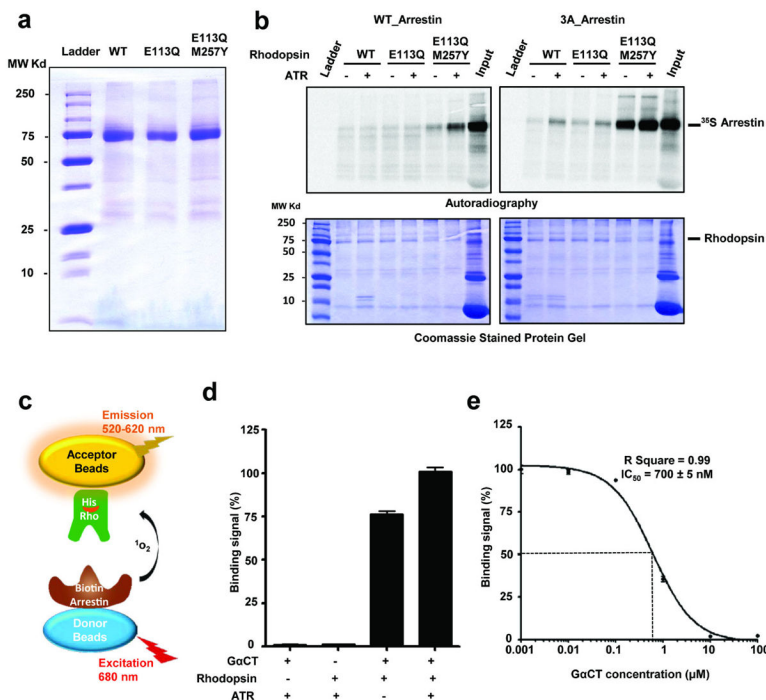 a
Ladder WT E113Q E113Q M257Y
MW Kd
250
75
50
25
10
b
WT_Arrestin 3A_Arrestin
Rhodopsin Ladder WT E113Q E113Q M257Y Input Ladder WT E113Q E113Q M257Y Input
ATR - + - + - + - + - + - +
35S Arrestin
Autoradiography
MW Kd
250
75
50
25
10
Rhodopsin
Coomassie Stained Protein Gel
c
Emission
520-620 nm
Acceptor
Beads
His
Rho
1O2
Biotin
Arrestin
Donor
Beads
Excitation
680 nm
d
Binding signal (%)
125
100
75
50
25
0
GαCT + - + +
Rhodopsin - + + +
ATR + + - +
e
Binding signal (%)
125
100
75
50
25
0
R Square = 0.99
IC50 = 700 ± 5 nM
0.001 0.01 0.1 1 10 100
GαCT concentration (µM)